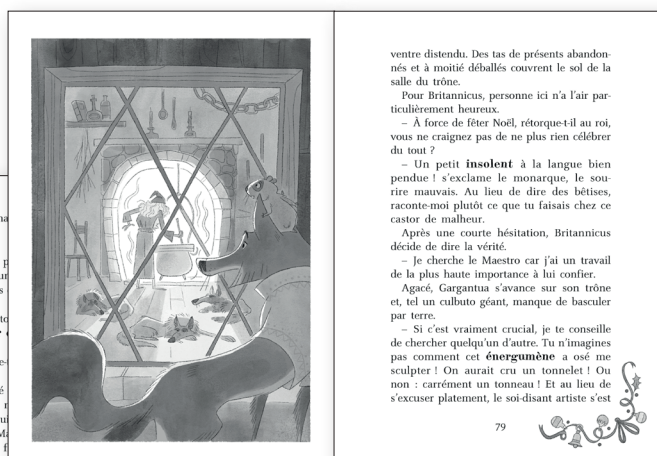 ventre distendu. Des tas de présents abandon-
nés et à moitié déballés couvrent le sol de la
salle du trône.
Pour Britannicus, personne ici n'a l'air par-
ticulièrement heureux.
– À force de fêter Noël, rétorque-t-il au roi,
vous ne craignez pas de ne plus rien célébrer
du tout ?
– Un petit insolent à la langue bien
pendue ! s'exclame le monarque, le sou-
rire mauvais. Au lieu de dire des bêtises,
raconte-moi plutôt ce que tu faisais chez ce
castor de malheur.
Après une courte hésitation, Britannicus
décide de dire la vérité.
– Je cherche le Maestro car j'ai un travail
de la plus haute importance à lui confier.
Agacé, Gargantua s'avance sur son trône
et, tel un culbuto géant, manque de basculer
par terre.
– Si c'est vraiment crucial, je te conseille
de chercher quelqu'un d'autre. Tu n'imagines
pas comment cet énergumène a osé me
sculpter ! On aurait cru un tonnelet ! Ou
non : carrément un tonneau ! Et au lieu de
s'excuser platement, le soi-disant artiste s'est
79